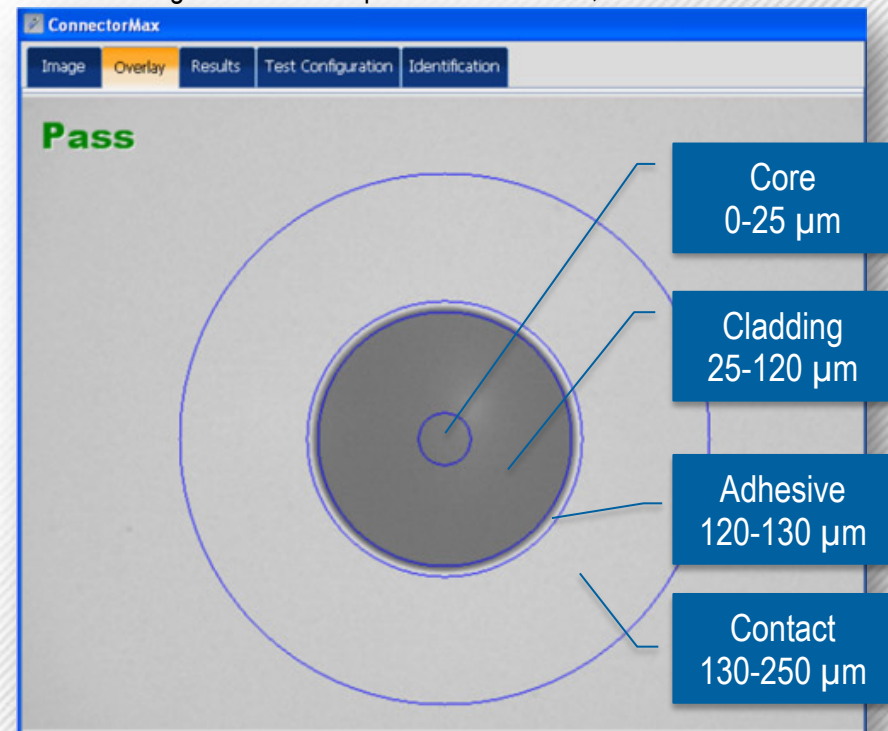 ConnectorMax
Image Overlay Results Test Configuration Identification
Pass
Core
0-25 µm
Cladding
25-120 µm
Adhesive
120-130 µm
Contact
130-250 µm